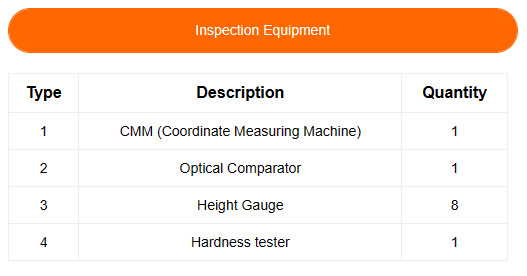 Inspection Equipment
Type Description Quantity
1 CMM (Coordinate Measuring Machine) 1
2 Optical Comparator 1
3 Height Gauge 8
4 Hardness tester 1